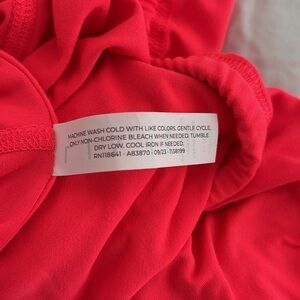 MACHINE WASH COLD WITH LIKE COLORS. GENTLE CYCLE.
ONLY NON-CHLORINE BLEACH WHEN NEEDED. TUMBLE
DRY LOW. COOL IRON IF NEEDED.
RN118641 - AB3870 | 09/23 - 738199